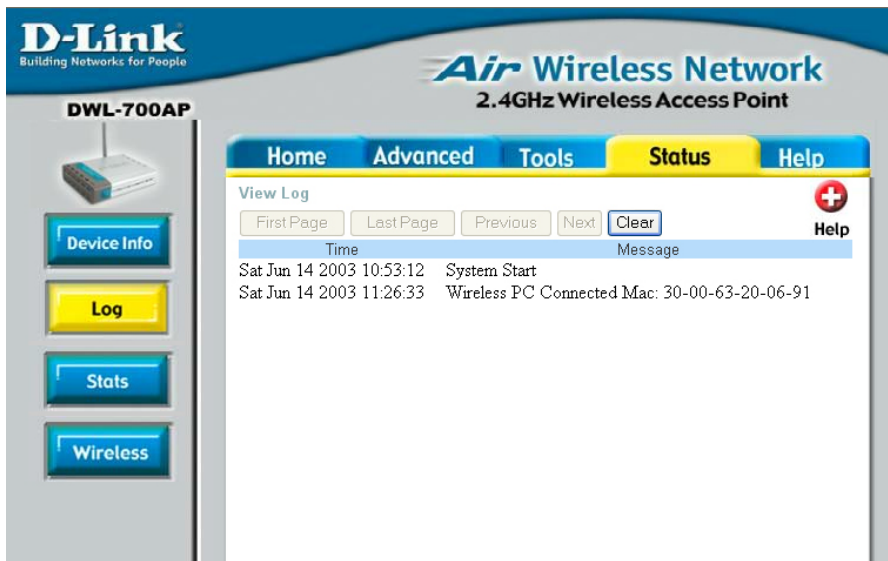 D-Link
Building Networks for People
Air Wireless Network
2.4GHz Wireless Access Point
DWL-700AP
Home Advanced Tools Status Help
View Log
First Page Last Page Previous Next Clear
Help
Time Message
Sat Jun 14 2003 10:53:12 System Start
Sat Jun 14 2003 11:26:33 Wireless PC Connected Mac: 30-00-63-20-06-91
Device Info
Log
Stats
Wireless